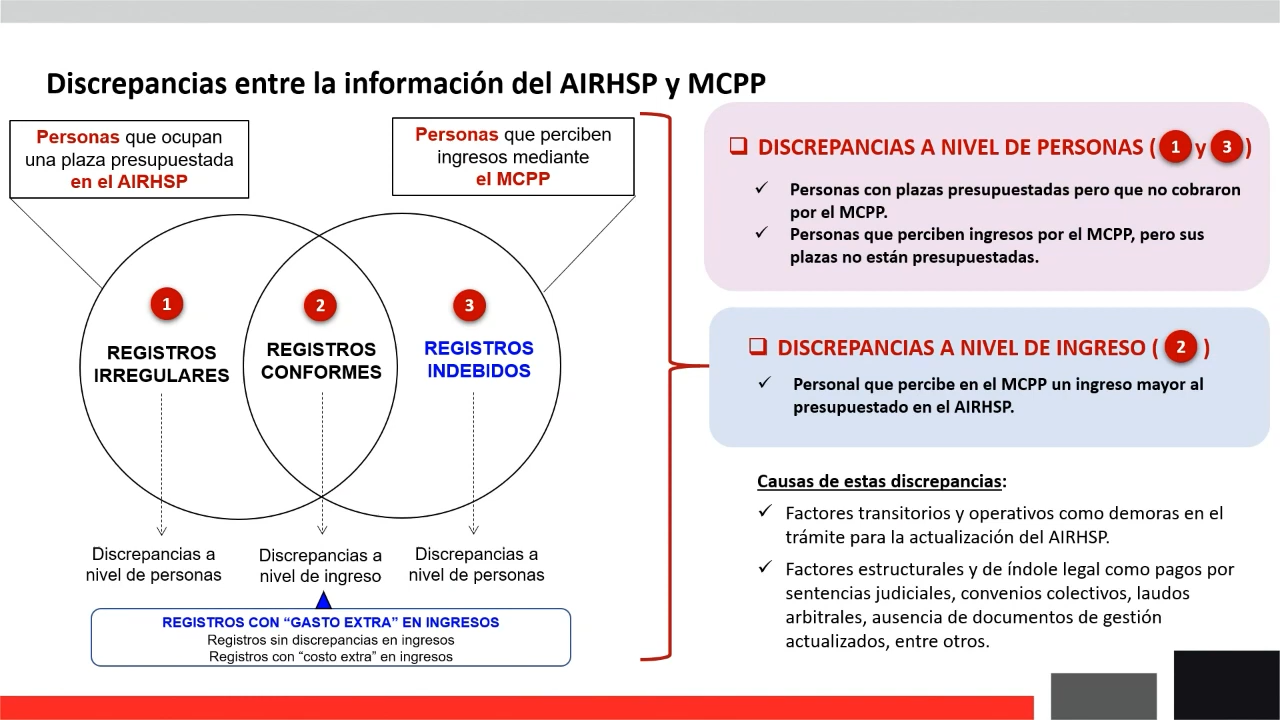 Discrepancias entre la información del AIRHSP y MCPP
Personas que ocupan
una plaza presupuestada
en el AIRHSP
Personas que perciben
ingresos mediante
el MCPP
1
REGISTROS
IRREGULARES
2
REGISTROS
CONFORMES
3
REGISTROS
INDEBIDOS
Discrepancias a
nivel de personas
Discrepancias a
nivel de ingreso
Discrepancias a
nivel de personas
REGISTROS CON “GASTO EXTRA” EN INGRESOS
Registros sin discrepancias en ingresos
Registros con “costo extra” en ingresos
❑ DISCREPANCIAS A NIVEL DE PERSONAS ( 1 y 3 )
✓ Personas con plazas presupuestadas pero que no cobraron
por el MCPP.
✓ Personas que perciben ingresos por el MCPP, pero sus
plazas no están presupuestadas.
❑ DISCREPANCIAS A NIVEL DE INGRESO ( 2 )
✓ Personal que percibe en el MCPP un ingreso mayor al
presupuestado en el AIRHSP.
Causas de estas discrepancias:
✓ Factores transitorios y operativos como demoras en el
trámite para la actualización del AIRHSP.
✓ Factores estructurales y de índole legal como pagos por
sentencias judiciales, convenios colectivos, laudos
arbitrales, ausencia de documentos de gestión
actualizados, entre otros.